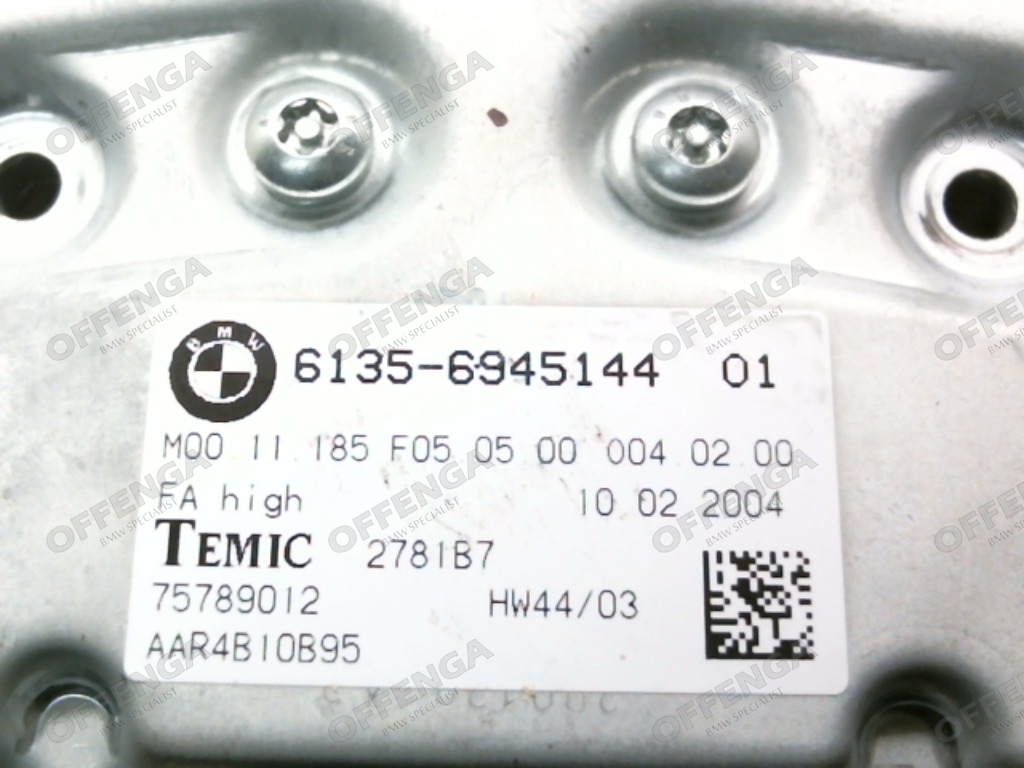 BMW 6135-6945144 01
M00 11 185 F05 05 00 004 02 00
FA high 10 02 2004
TEMIC 2781B7
75789012 HW44/03
AAR4B10B95
OFFENGA
BMW SPECIALIST